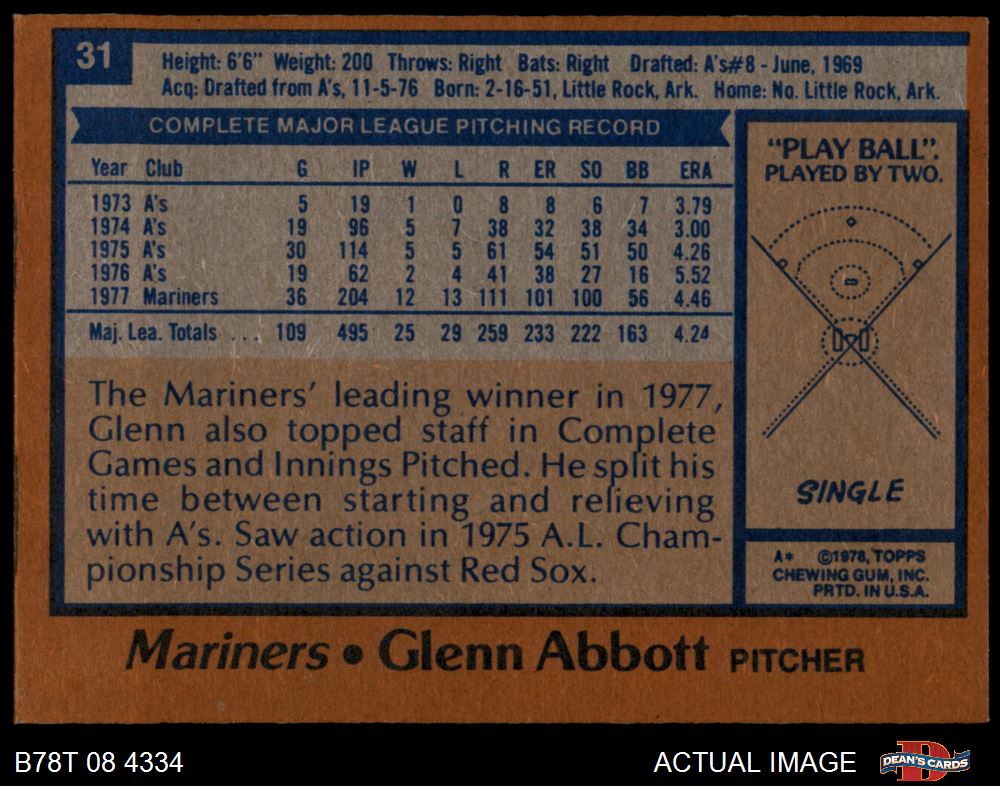 31
Height: 6'6" Weight: 200 Throws: Right Bats: Right Drafted: A's#8 - June, 1969
Acq: Drafted from A's, 11-5-76 Born: 2-16-51, Little Rock, Ark. Home: No. Little Rock, Ark.
COMPLETE MAJOR LEAGUE PITCHING RECORD
Year Club G IP W L R ER SO BB ERA
1973 A's 5 19 1 0 8 8 6 7 3.79
1974 A's 19 96 5 7 38 32 38 34 3.00
1975 A's 30 114 5 5 61 54 51 50 4.26
1976 A's 19 62 2 4 41 38 27 16 5.52
1977 Mariners 36 204 12 13 111 101 100 56 4.46
Maj. Lea. Totals . . . 109 495 25 29 259 233 222 163 4.24
The Mariners' leading winner in 1977,
Glenn also topped staff in Complete
Games and Innings Pitched. He split his
time between starting and relieving
with A's. Saw action in 1975 A.L. Cham-
pionship Series against Red Sox.
"PLAY BALL".
PLAYED BY TWO.
SINGLE
A* ©1978, TOPPS
CHEWING GUM, INC.
PRTD. IN U.S.A.
Mariners • Glenn Abbott PITCHER
B78T 08 4334 ACTUAL IMAGE DEAN'S CARDS